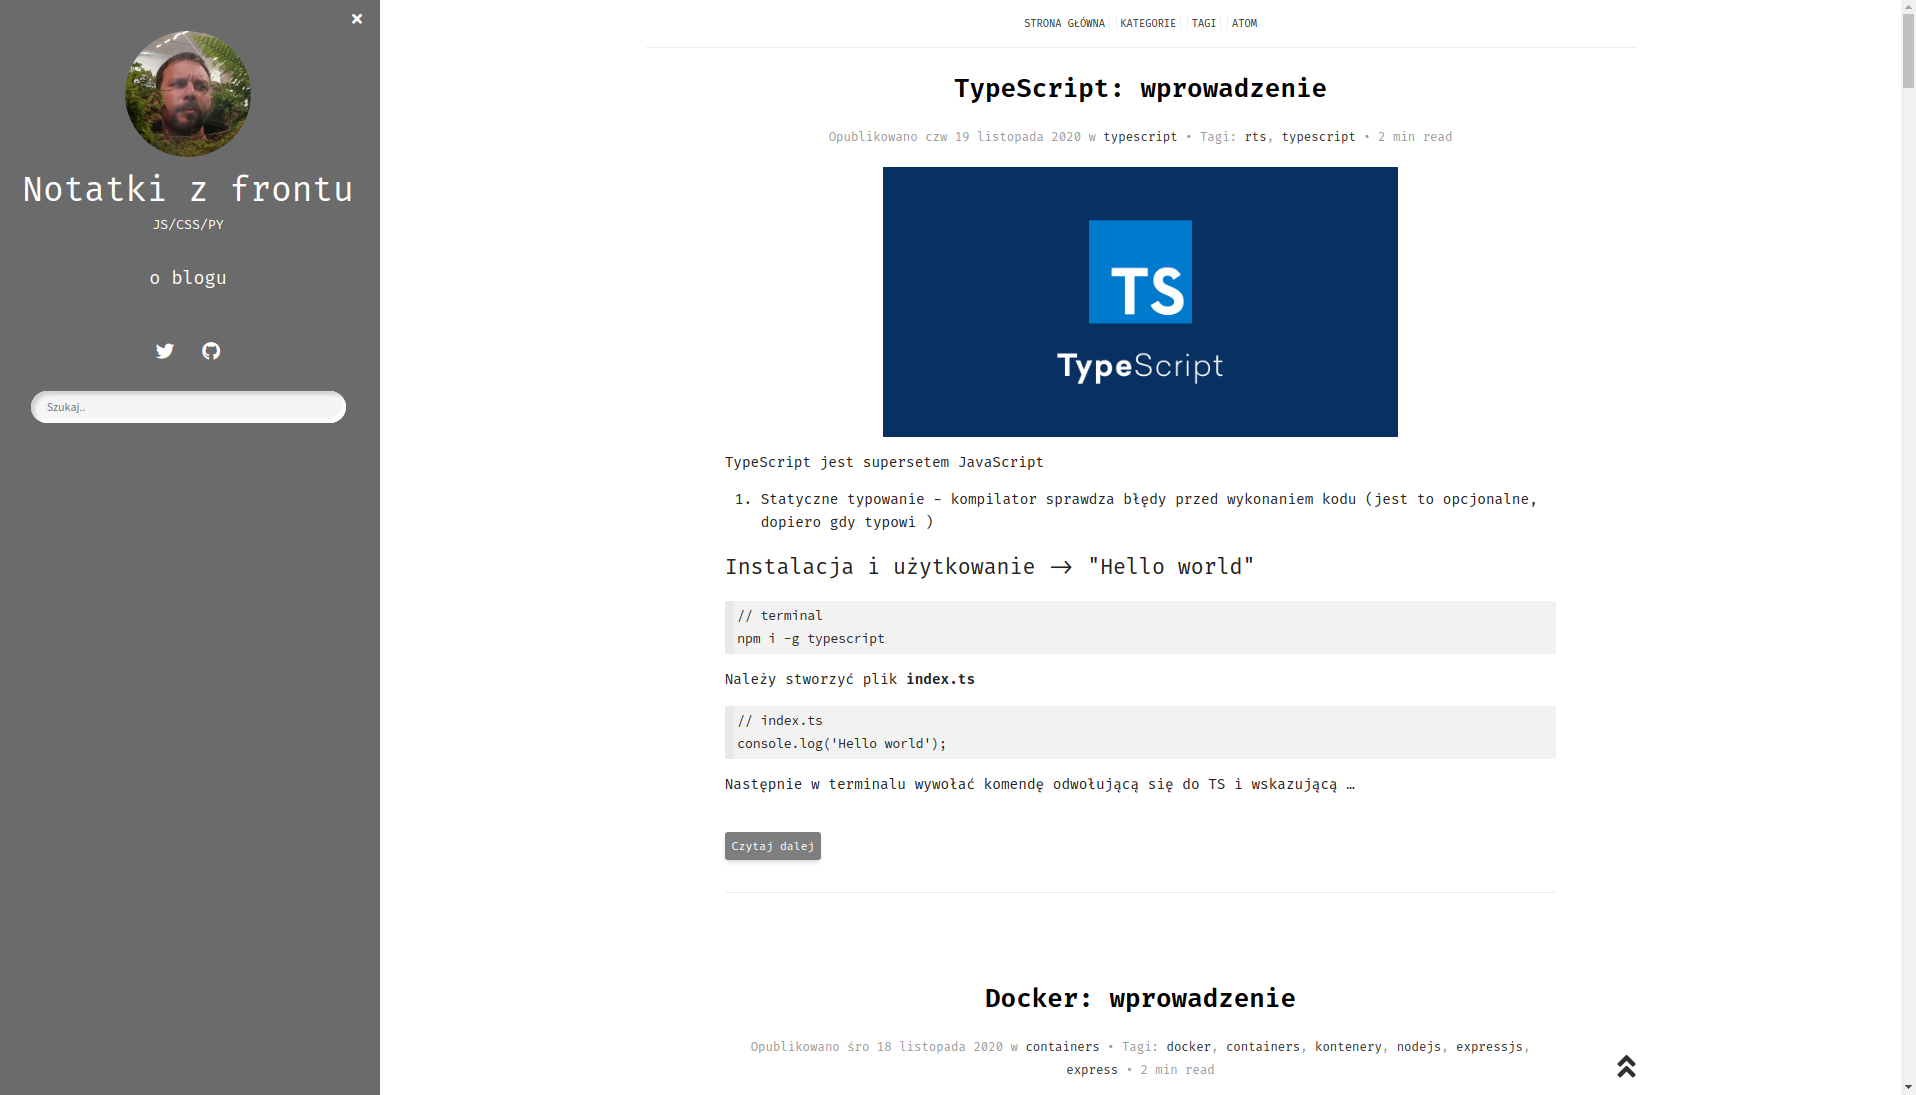 Notatki z frontu
JS/CSS/PY
o blogu
Szukaj..
STRONA GŁÓWNA
KATEGORIE
TAGI
ATOM
TypeScript: wprowadzenie
Opublikowano czw 19 listopada 2020 w typescript • Tagi: rts, typescript • 2 min read
TS
TypeScript
TypeScript jest supersetem JavaScript
1. Statyczne typowanie - kompilator sprawdza błędy przed wykonaniem kodu (jest to opcjonalne,
dopiero gdy typowi )
Instalacja i użytkowanie -> "Hello world"
// terminal
npm i -g typescript
Należy stworzyć plik index.ts
// index.ts
console.log('Hello world');
Następnie w terminalu wywołać komendę odwołującą się do TS i wskazującą …
Czytaj dalej
Docker: wprowadzenie
Opublikowano śro 18 listopada 2020 w containers • Tagi: docker, containers, kontenery, nodejs, expressjs,
express • 2 min read